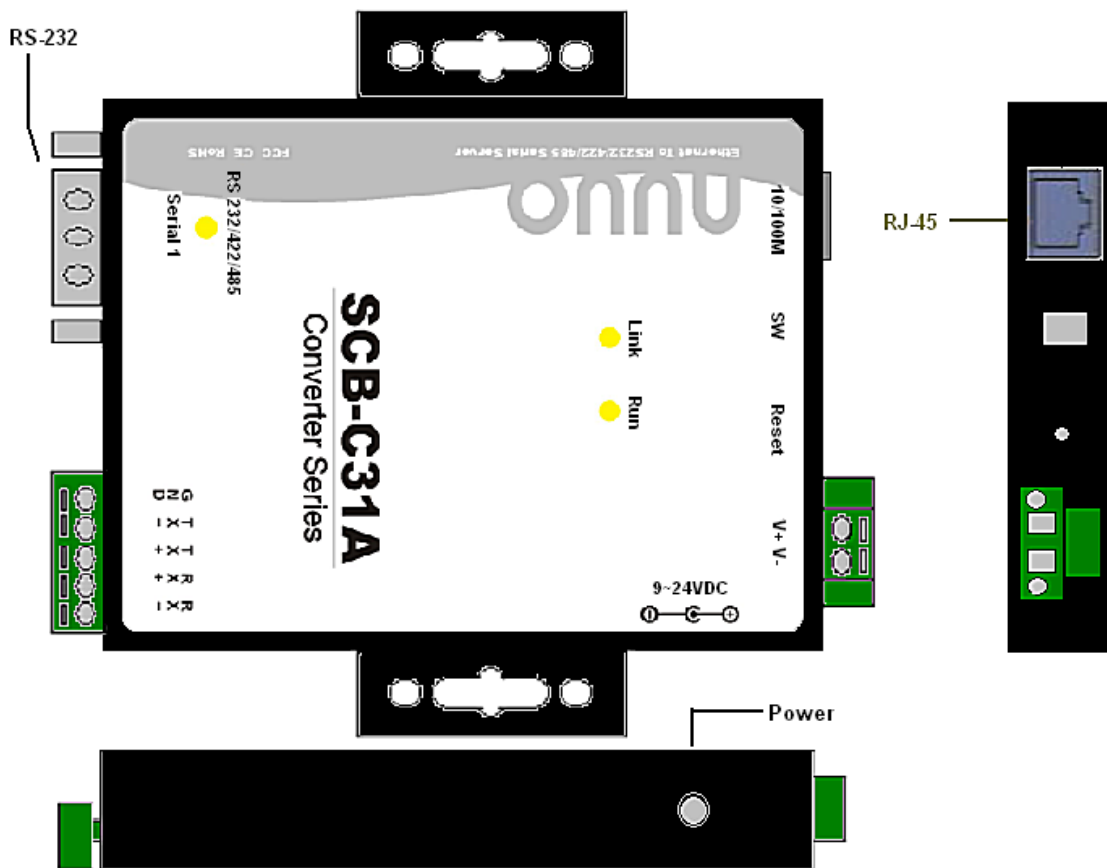 RS-232
FCC CE RoHS
Ethernet To RS232/422/485 Serial Server
nuuo
10/100M
RS 232/422/485
Serial 1
RJ-45
SW
Link
Run
Reset
SCB-C31A
Converter Series
G N D
T X -
T X +
R X +
R X -
V+ V-
9~24VDC
Power